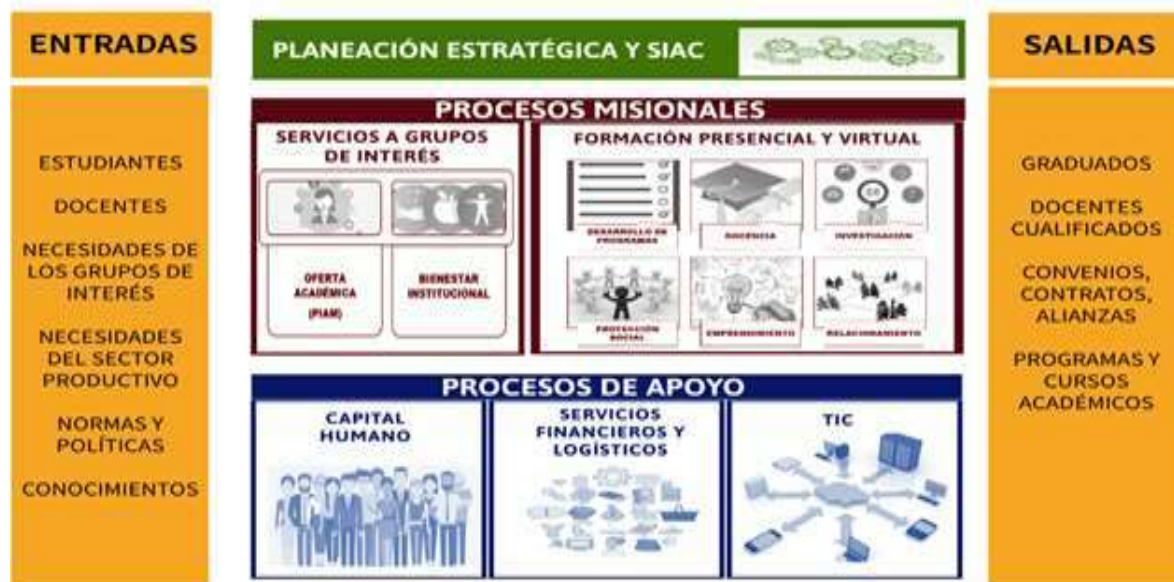 ENTRADAS
ESTUDIANTES
DOCENTES
NECESIDADES DE
LOS GRUPOS DE
INTERÉS
NECESIDADES
DEL SECTOR
PRODUCTIVO
NORMAS Y
POLÍTICAS
CONOCIMIENTOS
PLANEACIÓN ESTRATÉGICA Y SIAC
PROCESOS MISIONALES
SERVICIOS A GRUPOS
DE INTERÉS
OFERTA
ACADÉMICA
(PIAM)
BIENESTAR
INSTITUCIONAL
FORMACIÓN PRESENCIAL Y VIRTUAL
DESARROLLO DE
PROGRAMAS
DOCENCIA
INVESTIGACIÓN
PROYECCIÓN
SOCIAL
EMPRENDIMIENTO
RELACIONAMIENTO
PROCESOS DE APOYO
CAPITAL
HUMANO
SERVICIOS
FINANCIEROS Y
LOGÍSTICOS
TIC
SALIDAS
GRADUADOS
DOCENTES
CUALIFICADOS
CONVENIOS,
CONTRATOS,
ALIANZAS
PROGRAMAS Y
CURSOS
ACADÉMICOS